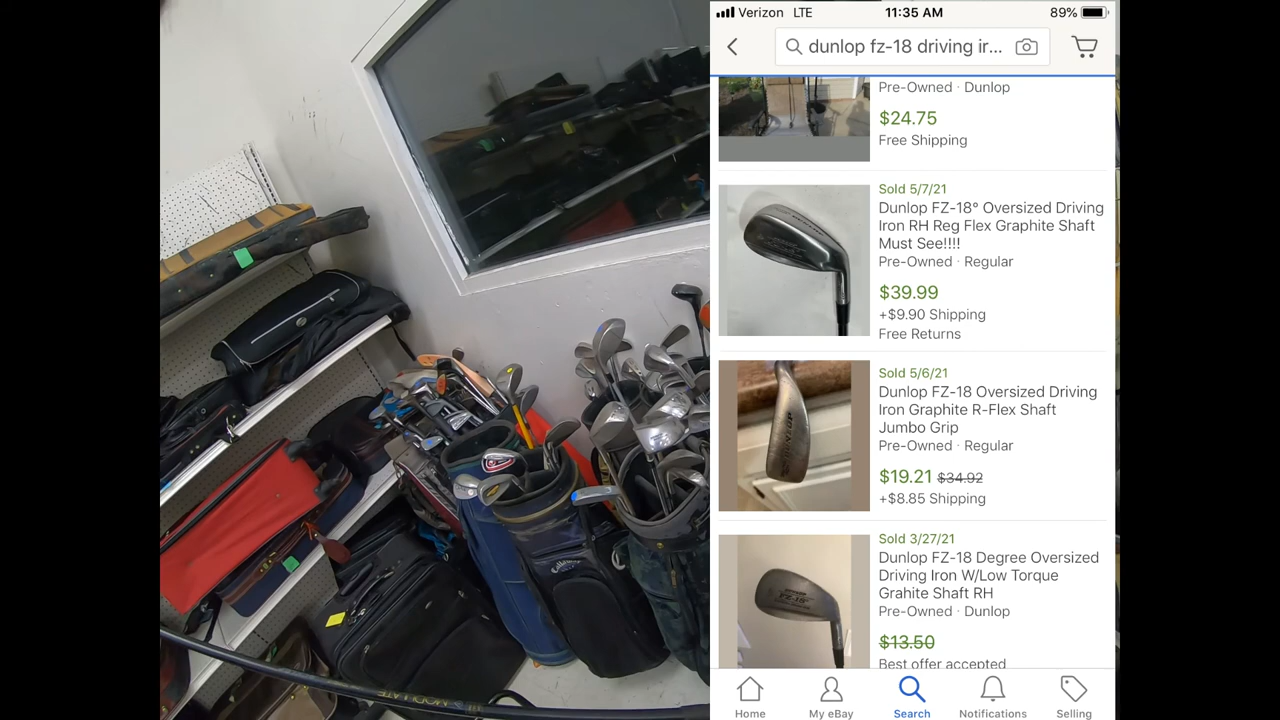 Verizon LTE 11:35 AM 89%
dunlop fz-18 driving ir...
Pre-Owned · Dunlop
$24.75
Free Shipping
Sold 5/7/21
Dunlop FZ-18° Oversized Driving
Iron RH Reg Flex Graphite Shaft
Must See!!!!
Pre-Owned · Regular
$39.99
+$9.90 Shipping
Free Returns
Sold 5/6/21
Dunlop FZ-18 Oversized Driving
Iron Graphite R-Flex Shaft
Jumbo Grip
Pre-Owned · Regular
$19.21 $34.92
+$8.85 Shipping
DUNLOP
Sold 3/27/21
Dunlop FZ-18 Degree Oversized
Driving Iron W/Low Torque
Grahite Shaft RH
Pre-Owned · Dunlop
$13.50
Best offer accepted
FZ-18°
Home My eBay Search Notifications Selling
Callaway